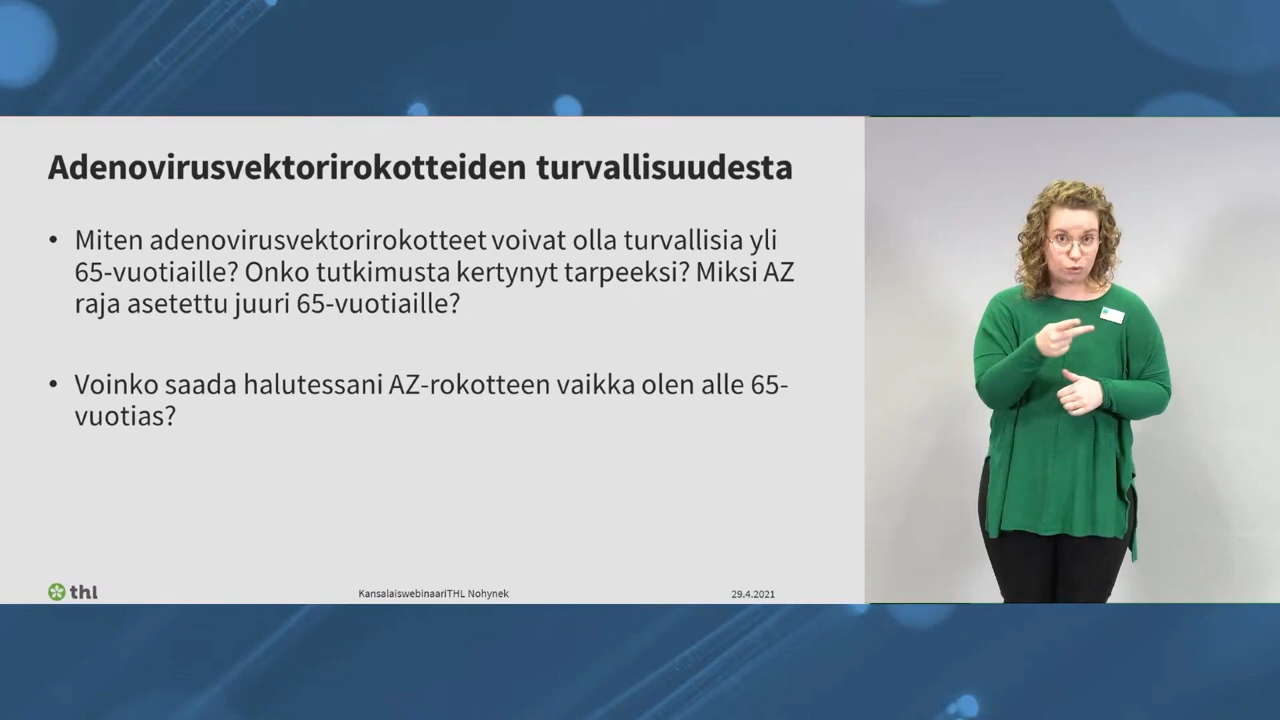 Adenovirusvektorirokotteiden turvallisuudesta
• Miten adenovirusvektorirokotteet voivat olla turvallisia yli
65-vuotiaille? Onko tutkimusta kertynyt tarpeeksi? Miksi AZ
raja asetettu juuri 65-vuotiaille?
• Voinko saada halutessani AZ-rokotteen vaikka olen alle 65-
vuotias?
thl
KansalaiswebinaariTHL Nohynek
29.4.2021